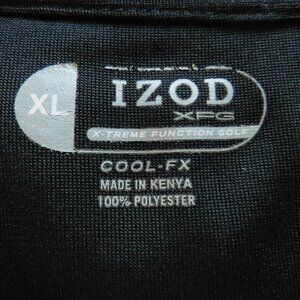 XL
IZOD
XFG
X-TREME FUNCTION GOLF
COOL-FX
MADE IN KENYA
100% POLYESTER